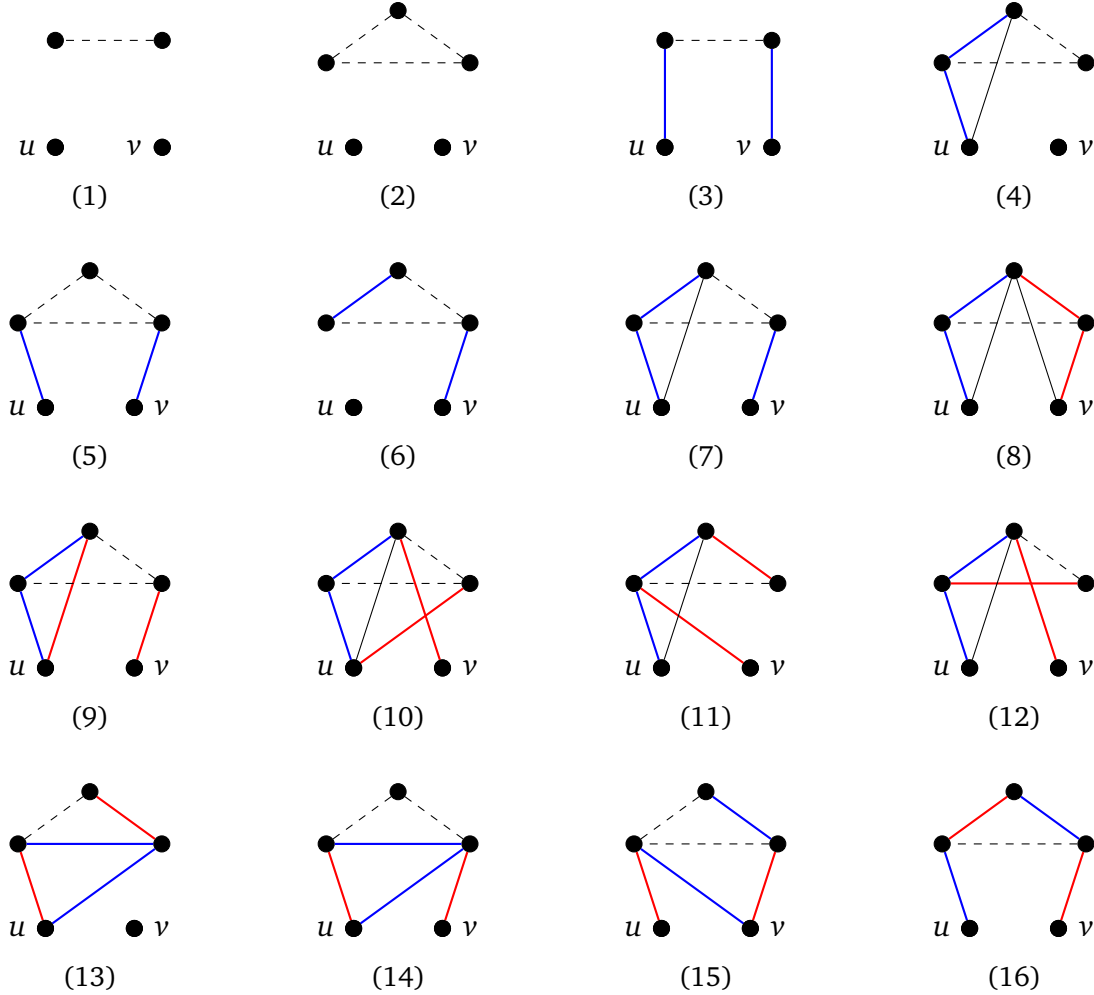 u v u v u v u v
(1) (2) (3) (4)
u v u v u v u v
(5) (6) (7) (8)
u v u v u v u v
(9) (10) (11) (12)
u v u v u v u v
(13) (14) (15) (16)